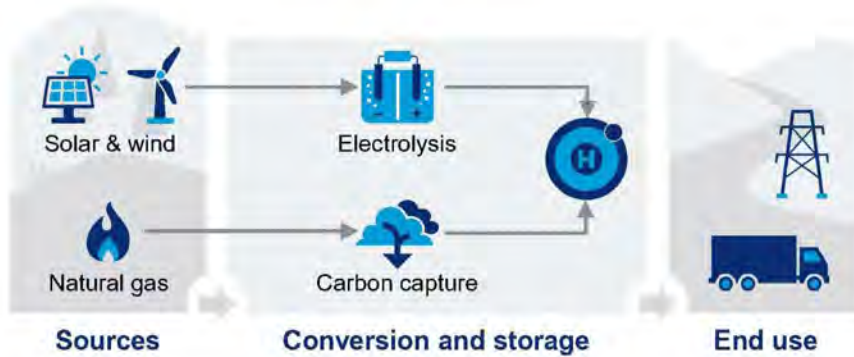 Solar & wind
Electrolysis
H
Natural gas
Carbon capture
Sources
Conversion and storage
End use